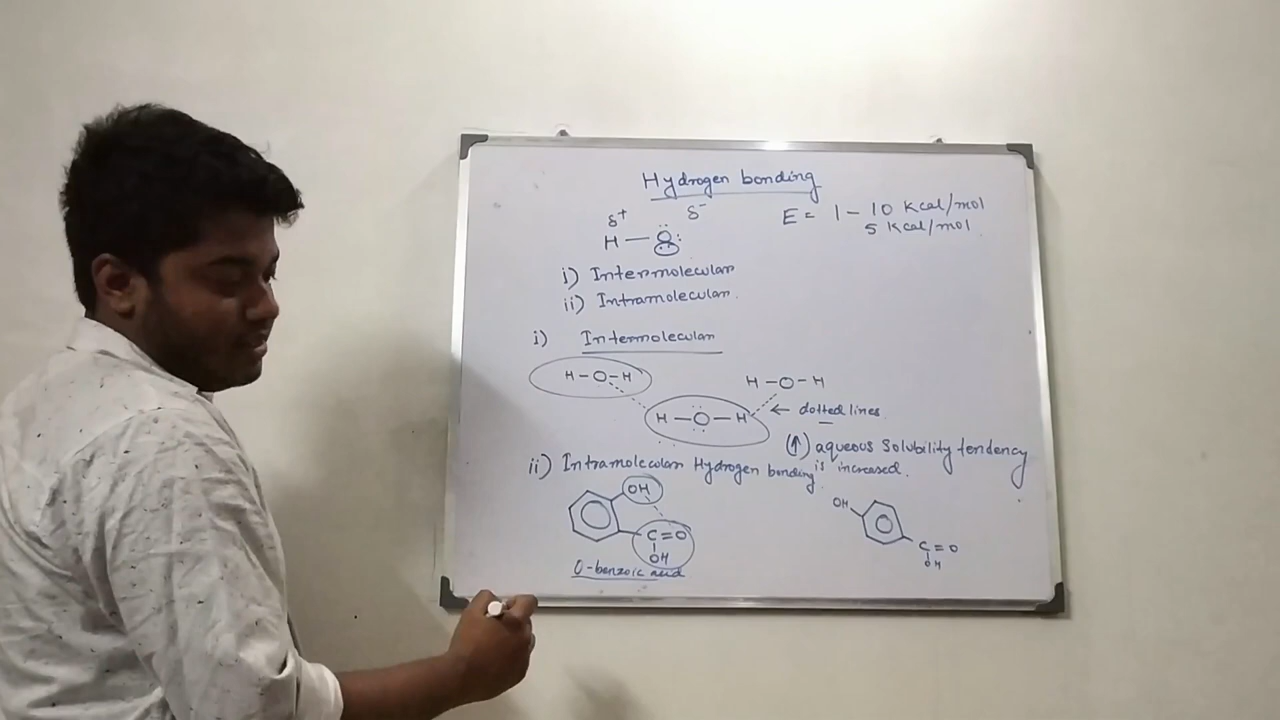 Hydrogen bonding
δ+ δ-
H — O
E = 1 - 10 Kcal/mol
5 Kcal/mol
i) Intermolecular
ii) Intramolecular.
i) Intermolecular
H - O - H
H - O - H
H — O — H
← dotted lines
(↑) aqueous solubility tendency
is increased.
ii) Intramolecular Hydrogen bonding
OH
C = O
OH
O-benzoic acid
OH
C = O
OH